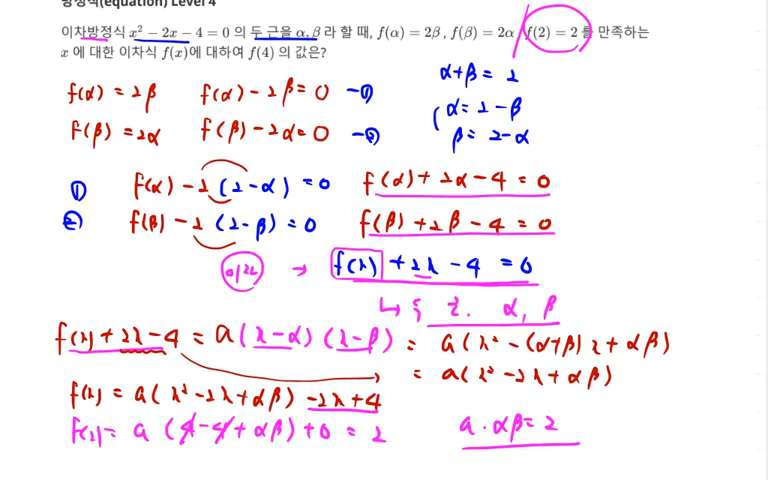 방정식(equation) Level 4
이차방정식 x² − 2x − 4 = 0 의 두 근을 α, β 라 할 때, f(α) = 2β , f(β) = 2α / f(2) = 2 를 만족하는
x 에 대한 이차식 f(x)에 대하여 f(4) 의 값은?
f(α) = 2β f(α) − 2β = 0 −① α+β = 2
f(β) = 2α f(β) − 2α = 0 −② ( α = 2−β
β = 2−α
① f(α) − 2(2−α) = 0 f(α) + 2α − 4 = 0
② f(β) − 2(2−β) = 0 f(β) + 2β − 4 = 0
→ f(x) + 2x − 4 = 0
↳ α, β
f(x) + 2x − 4 = a(x−α)(x−β) = a(x² − (α+β)x + αβ)
= a(x² − 2x + αβ)
f(x) = a(x² − 2x + αβ) − 2x + 4
f(2) = a(4 − 4 + αβ) + 0 = 2 a · αβ = 2